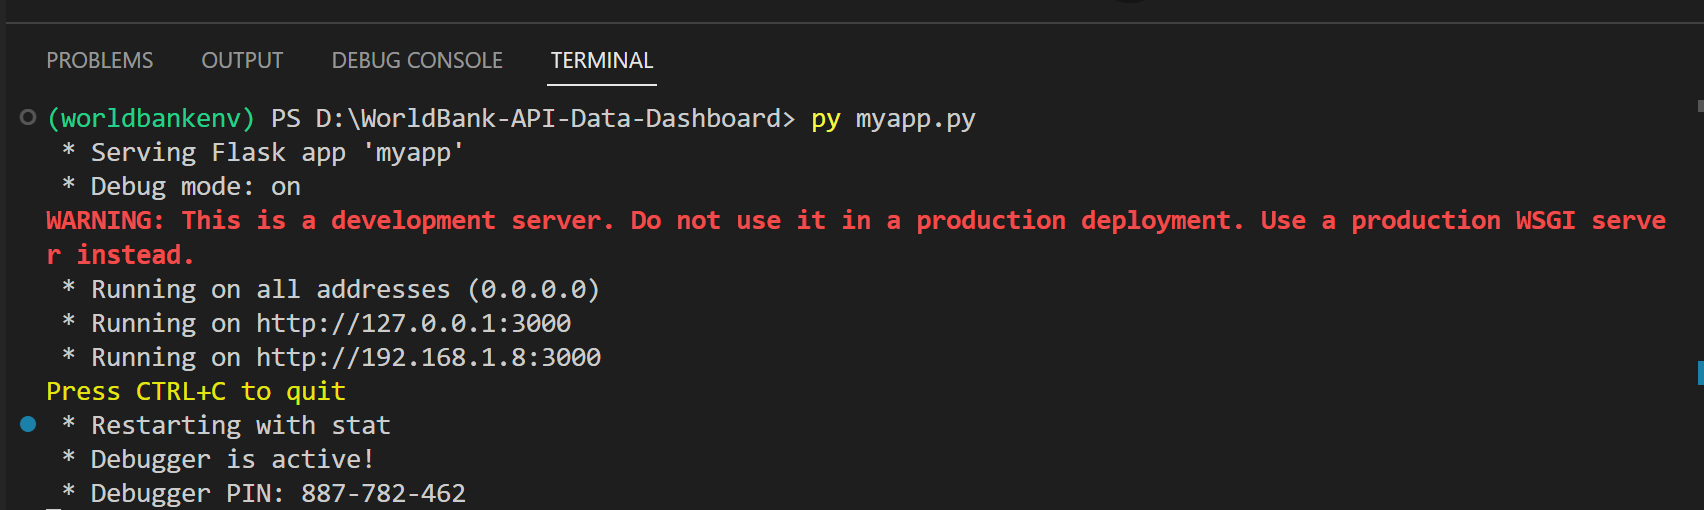 PROBLEMS OUTPUT DEBUG CONSOLE TERMINAL
(worldbankenv) PS D:\WorldBank-API-Data-Dashboard> py myapp.py
 * Serving Flask app 'myapp'
 * Debug mode: on
WARNING: This is a development server. Do not use it in a production deployment. Use a production WSGI serve
r instead.
 * Running on all addresses (0.0.0.0)
 * Running on http://127.0.0.1:3000
 * Running on http://192.168.1.8:3000
Press CTRL+C to quit
 * Restarting with stat
 * Debugger is active!
 * Debugger PIN: 887-782-462